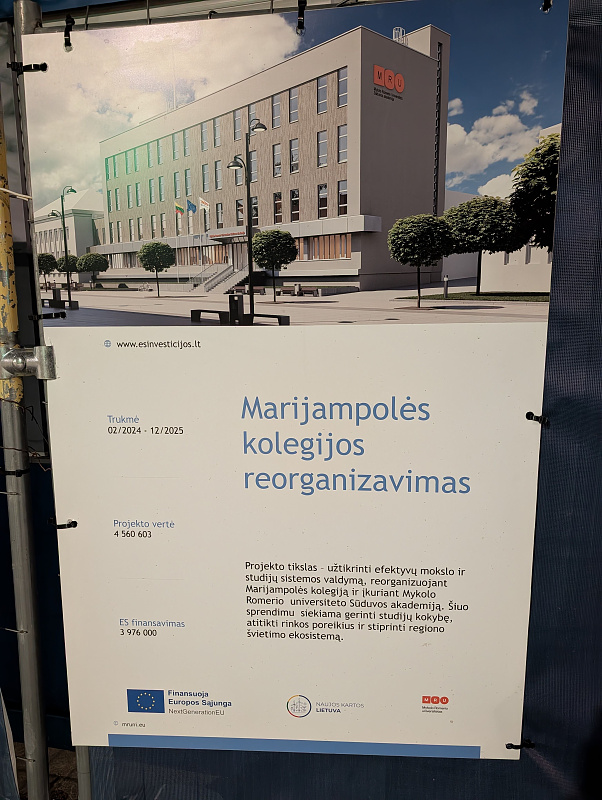 MRU
www.esinvesticijos.lt
Trukmė
02/2024 - 12/2025
Marijampolės
kolegijos
reorganizavimas
Projekto vertė
4 560 603
ES finansavimas
3 976 000
Projekto tikslas – užtikrinti efektyvų mokslo ir
studijų sistemos valdymą, reorganizuojant
Marijampolės kolegiją ir įkuriant Mykolo
Romerio universiteto Sūduvos akademiją. Šiuo
sprendimu siekiama gerinti studijų kokybę,
atitikti rinkos poreikius ir stiprinti regiono
švietimo ekosistemą.
Finansuoja
Europos Sąjunga
NextGenerationEU
NAUJOS KARTOS
LIETUVA
MRU
Mykolo Romerio
universitetas
© mruni.eu